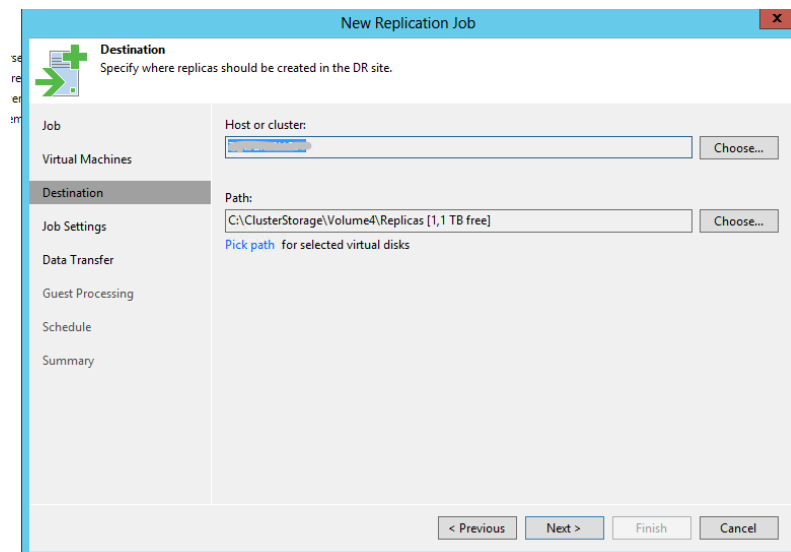 New Replication Job
x
Destination
Specify where replicas should be created in the DR site.
Job
Virtual Machines
Destination
Job Settings
Data Transfer
Guest Processing
Schedule
Summary
Host or cluster:
Choose...
Path:
C:\ClusterStorage\Volume4\Replicas [1,1 TB free]
Choose...
Pick path for selected virtual disks
< Previous
Next >
Finish
Cancel